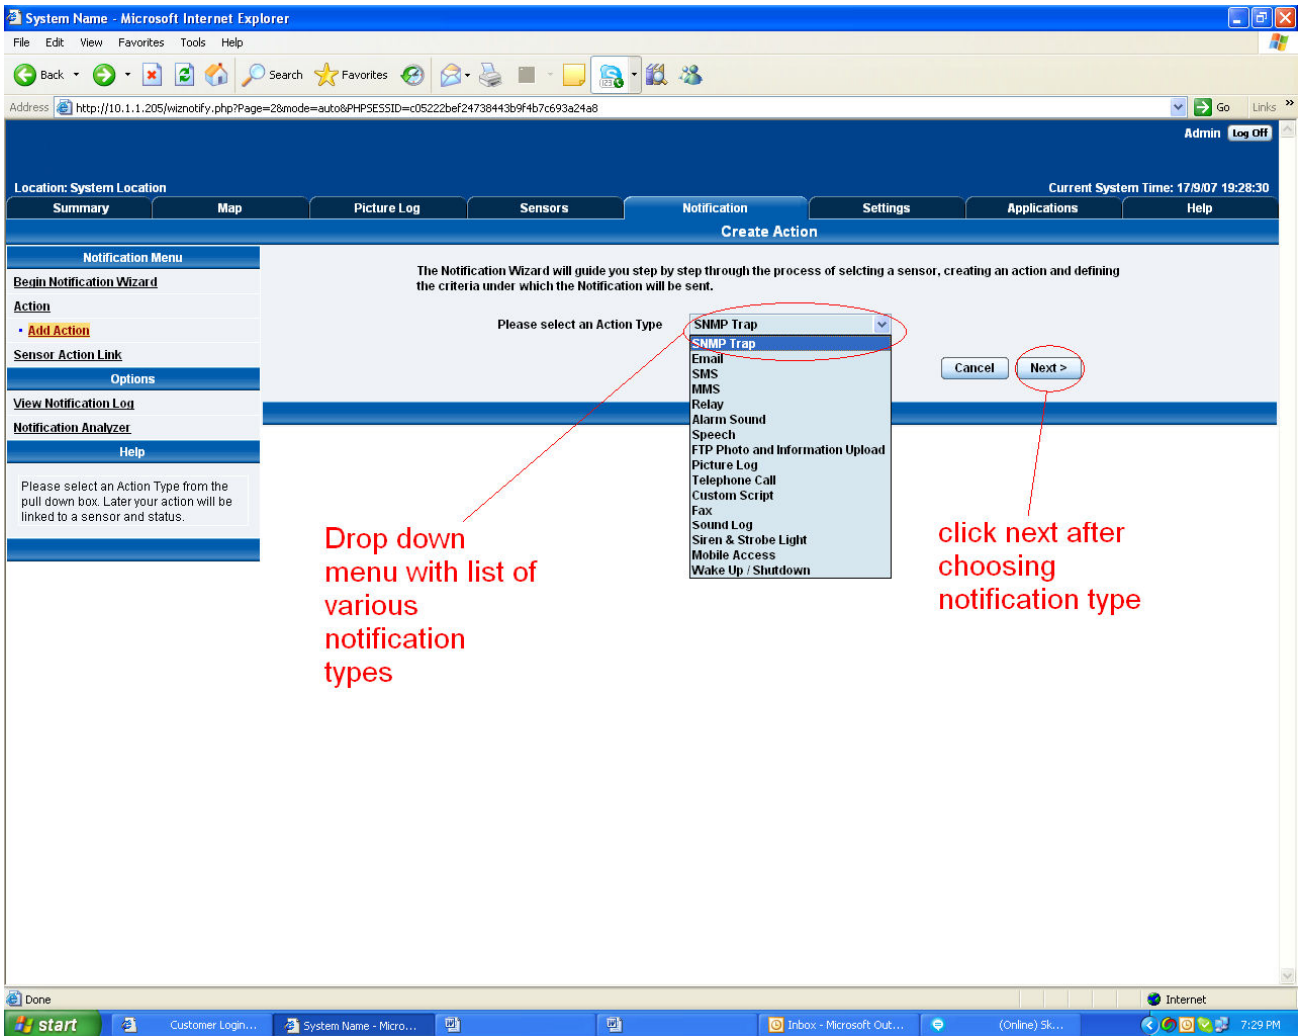 System Name - Microsoft Internet Explorer
File Edit View Favorites Tools Help
Back Search Favorites
Address http://10.1.1.205/wiznotify.php?Page=2&mode=auto&PHPSESSID=c05222bef24738443b9f4b7c693a24a8 Go Links »
Admin Log Off
Location: System Location Current System Time: 17/9/07 19:28:30
Summary Map Picture Log Sensors Notification Settings Applications Help
Create Action
Notification Menu
Begin Notification Wizard
Action
Add Action
Sensor Action Link
Options
View Notification Log
Notification Analyzer
Help
Please select an Action Type from the
pull down box. Later your action will be
linked to a sensor and status.
The Notification Wizard will guide you step by step through the process of selcting a sensor, creating an action and defining
the criteria under which the Notification will be sent.
Please select an Action Type SNMP Trap
SNMP Trap
Email
SMS
MMS
Relay
Alarm Sound
Speech
FTP Photo and Information Upload
Picture Log
Telephone Call
Custom Script
Fax
Sound Log
Siren & Strobe Light
Mobile Access
Wake Up / Shutdown
Cancel Next >
Drop down
menu with list of
various
notification
types
click next after
choosing
notification type
Done Internet
start Customer Login... System Name - Micro... Inbox - Microsoft Out... (Online) Sk... 7:29 PM